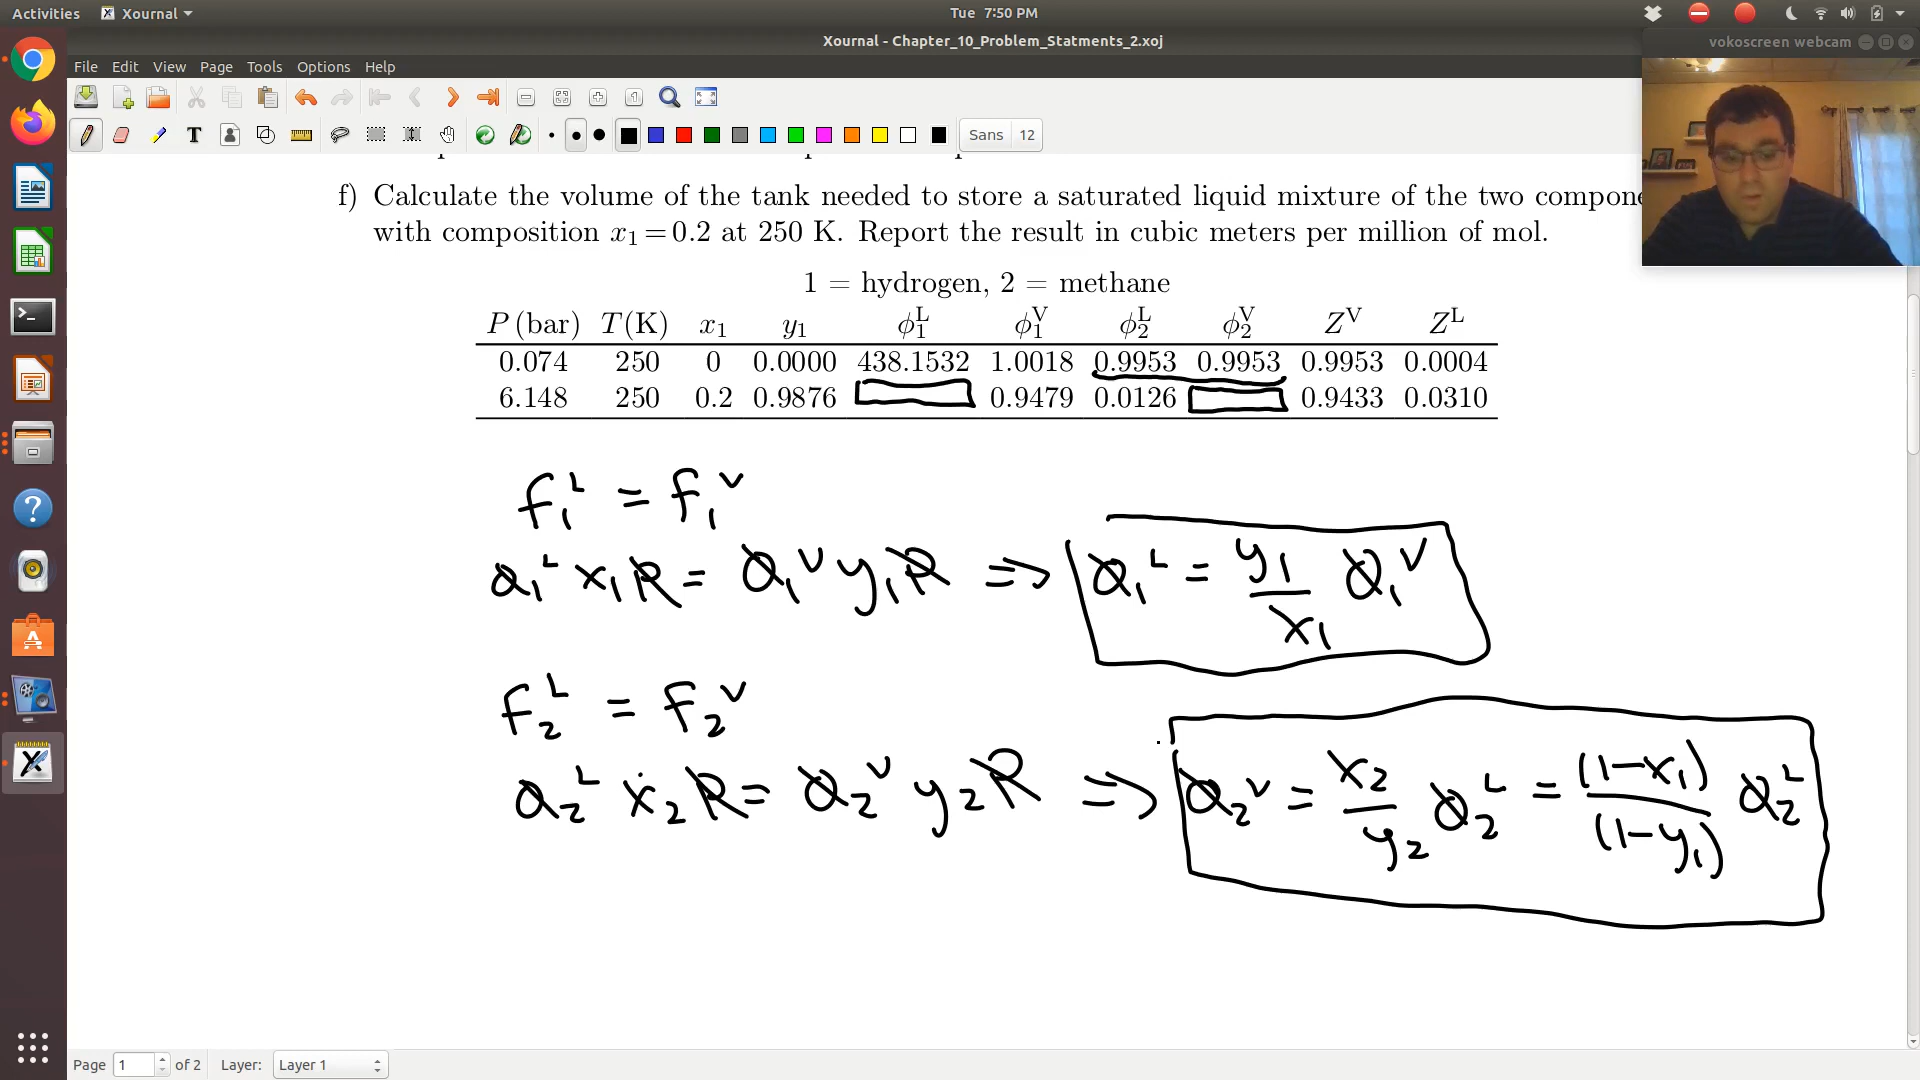 Activities Xournal Tue 7:50 PM
Xournal - Chapter_10_Problem_Statments_2.xoj
vokoscreen webcam
File Edit View Page Tools Options Help
Sans 12
f) Calculate the volume of the tank needed to store a saturated liquid mixture of the two
with composition x₁ = 0.2 at 250 K. Report the result in cubic meters per million of mol.
1 = hydrogen, 2 = methane
P (bar) T(K) x₁ y₁ ϕ₁ᴸ ϕ₁ⱽ ϕ₂ᴸ ϕ₂ⱽ Zⱽ Zᴸ
0.074 250 0 0.0000 438.1532 1.0018 0.9953 0.9953 0.9953 0.0004
6.148 250 0.2 0.9876 0.9479 0.0126 0.9433 0.0310
f₁ᴸ = f₁ⱽ
ϕ₁ᴸ x₁P = ϕ₁ⱽ y₁P ⇒ ϕ₁ᴸ = y₁/x₁ ϕ₁ⱽ
f₂ᴸ = f₂ⱽ
ϕ₂ᴸ x₂P = ϕ₂ⱽ y₂P ⇒ ϕ₂ⱽ = x₂/y₂ ϕ₂ᴸ = (1-x₁)/(1-y₁) ϕ₂ᴸ
Page 1 of 2 Layer: Layer 1